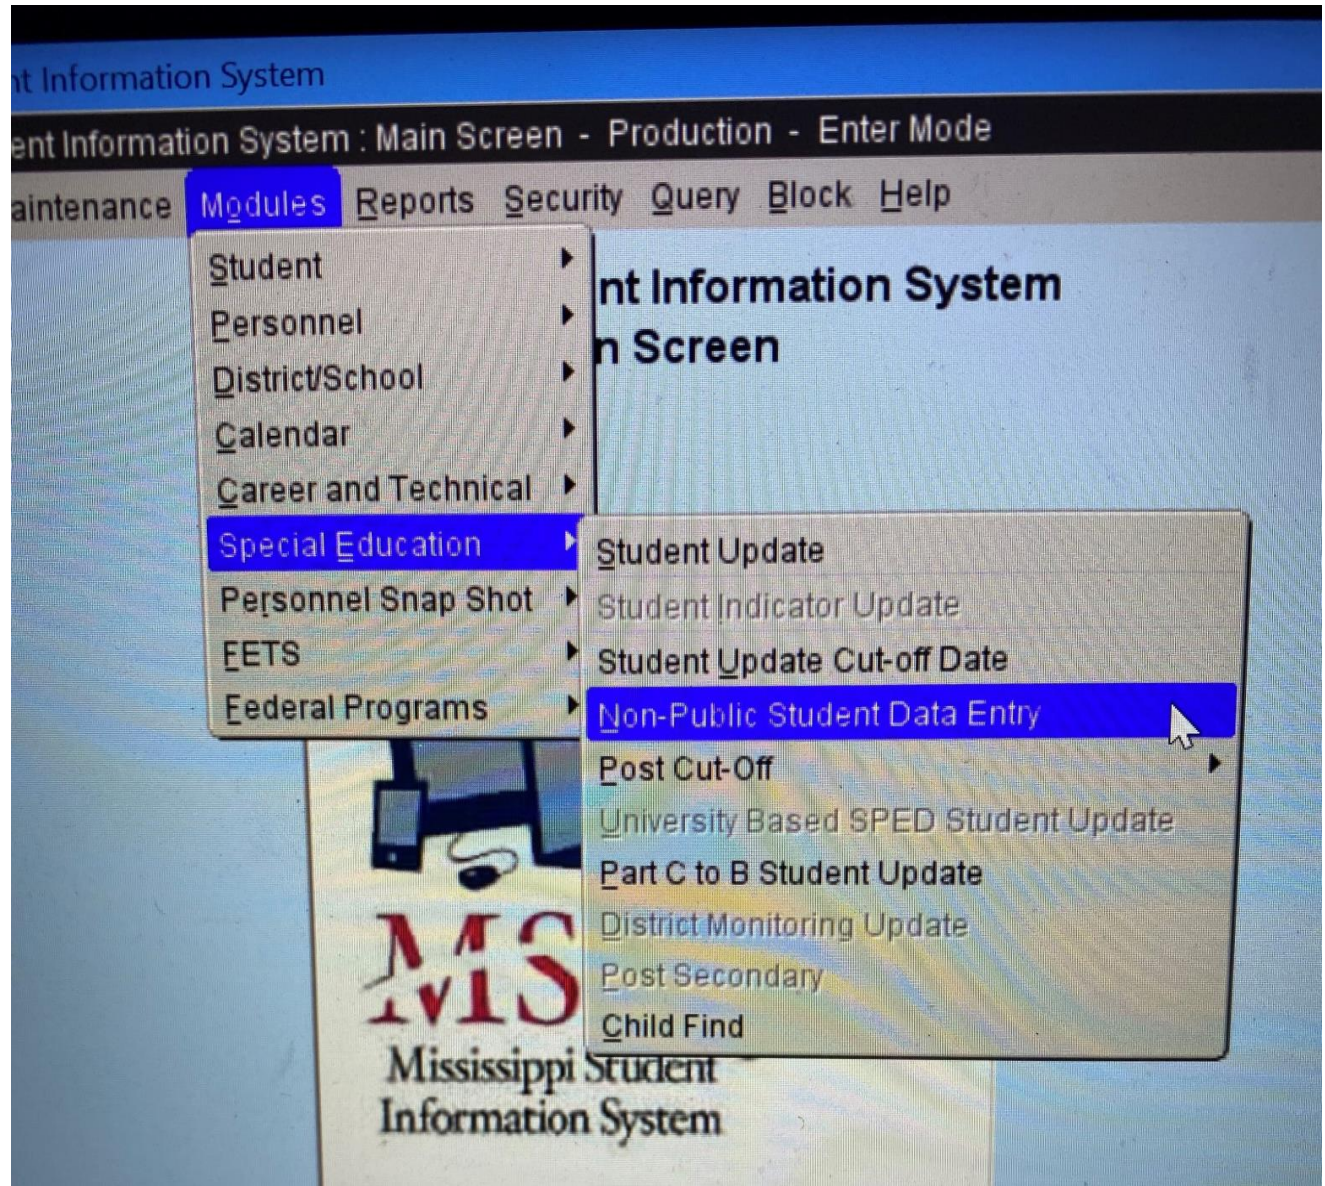 nt Information System
ent Information System : Main Screen - Production - Enter Mode
aintenance Modules Reports Security Query Block Help
nt Information System
n Screen
Student
Personnel
District/School
Calendar
Career and Technical
Special Education
Personnel Snap Shot
FETS
Federal Programs
Student Update
Student Indicator Update
Student Update Cut-off Date
Non-Public Student Data Entry
Post Cut-Off
University Based SPED Student Update
Part C to B Student Update
District Monitoring Update
Post Secondary
Child Find
MS
Mississippi Student
Information System